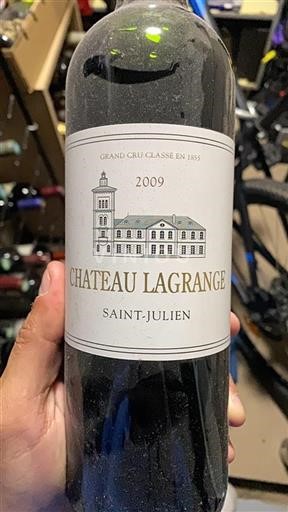 GRAND CRU CLASSÉ EN 1855
2009
CHATEAU LAGRANGE
SAINT-JULIEN